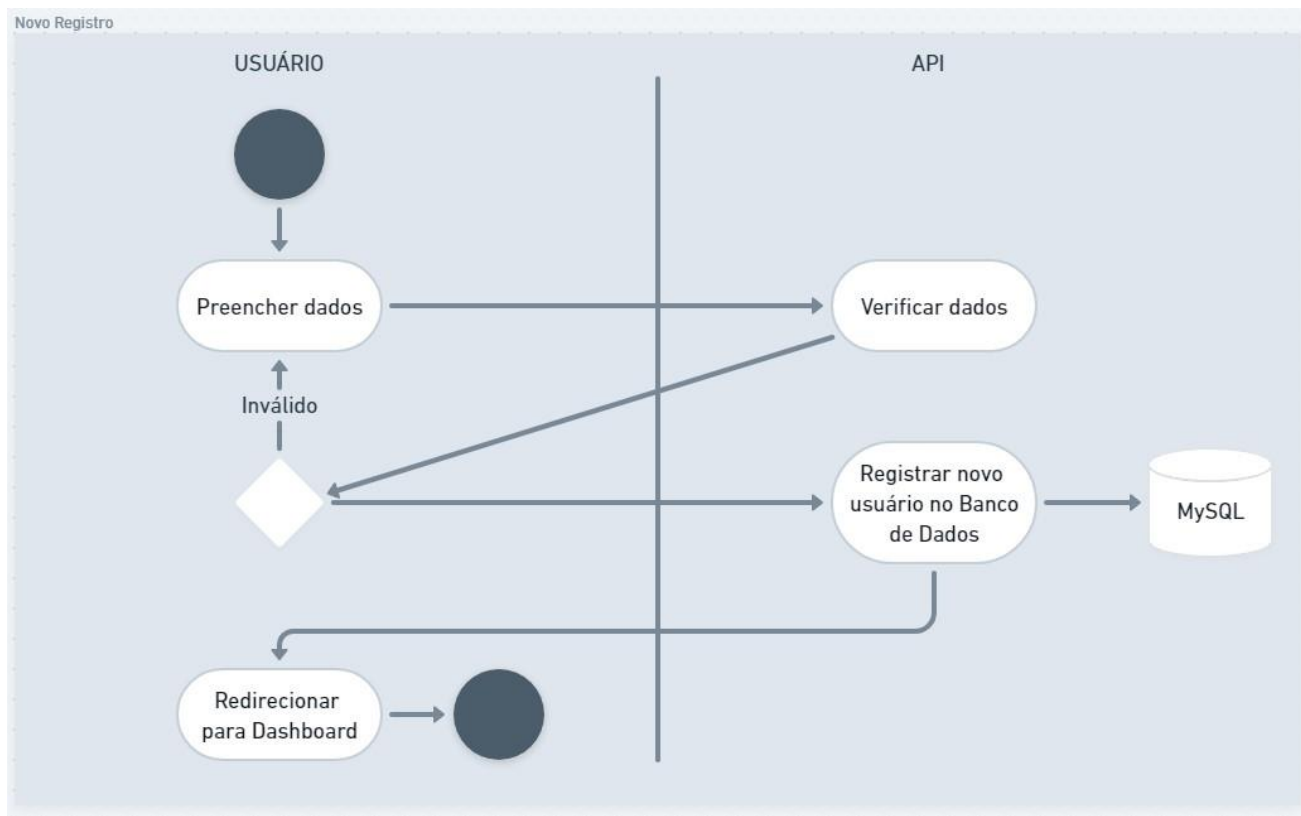 Novo Registro
USUÁRIO
API
Preencher dados
Verificar dados
Inválido
Registrar novo
usuário no Banco
de Dados
MySQL
Redirecionar
para Dashboard